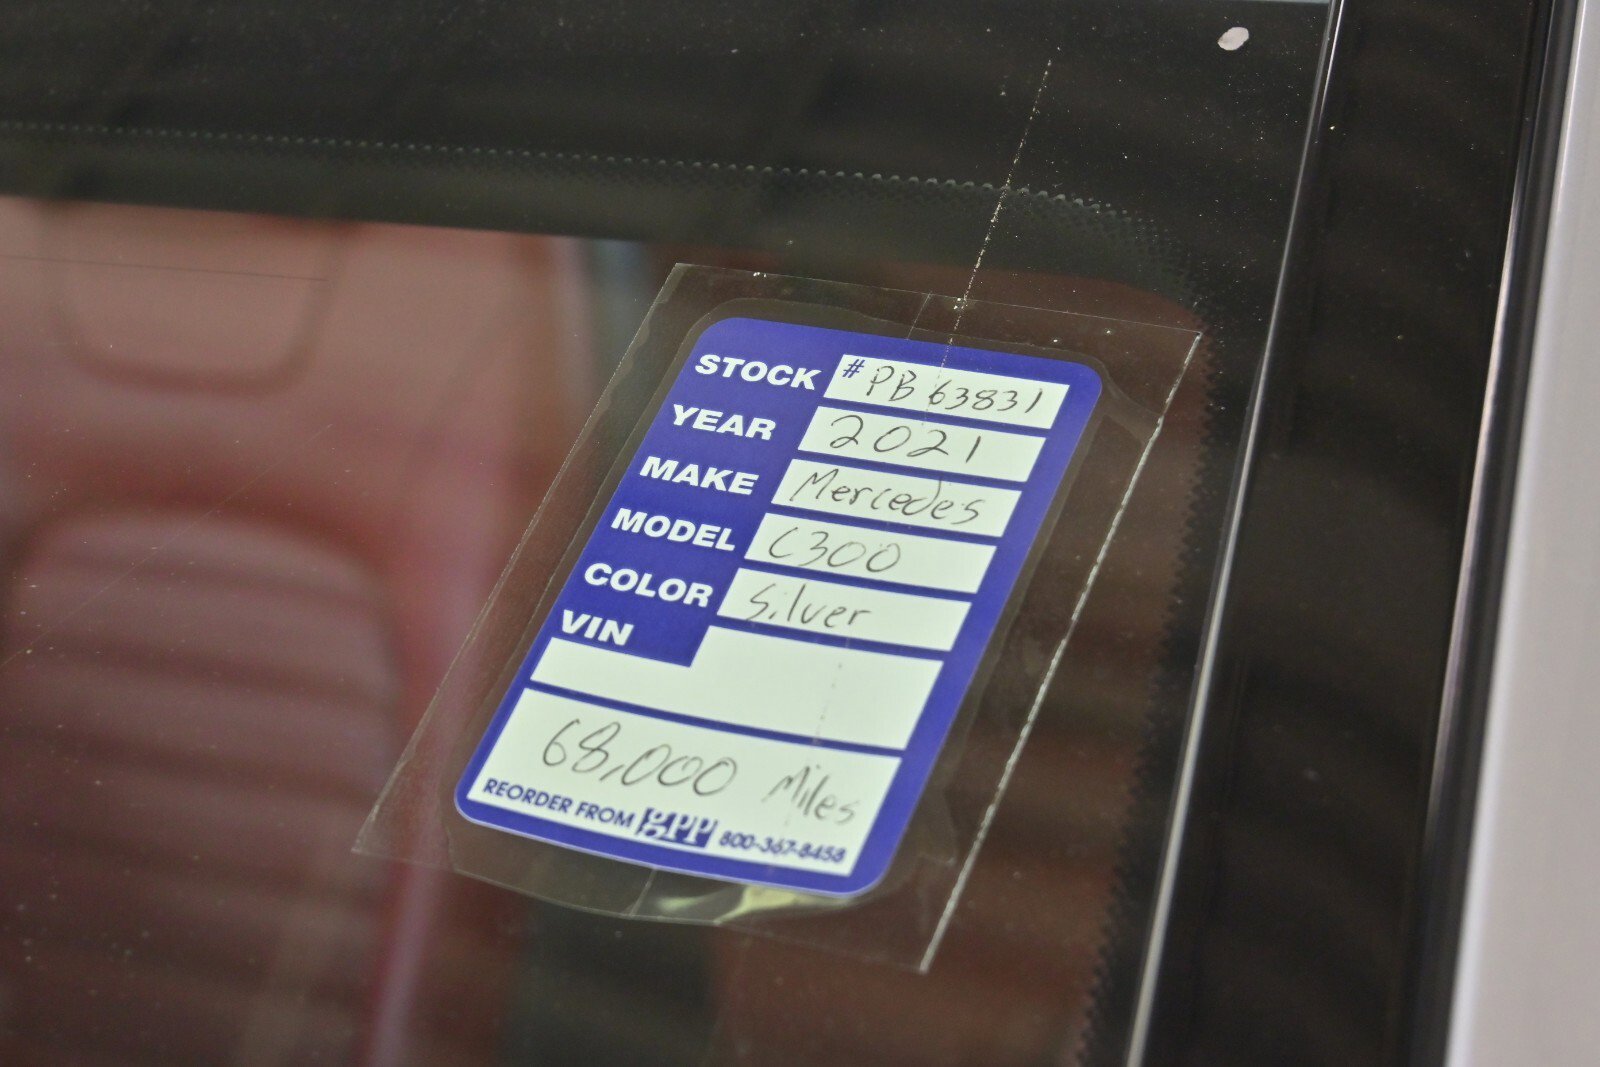 STOCK # PB63831
YEAR 2021
MAKE Mercedes
MODEL C300
COLOR Silver
VIN
68,000 Miles
REORDER FROM gpp 800-367-8458